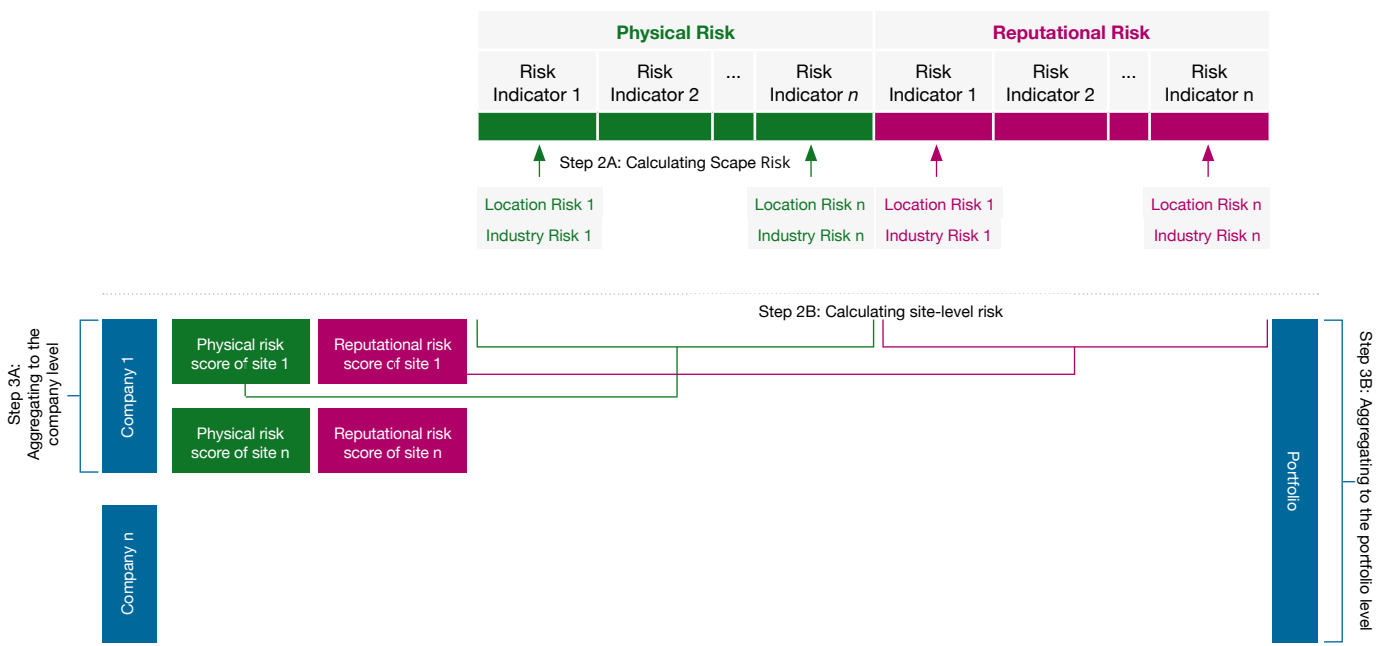 Physical Risk
Reputational Risk
Risk
Indicator 1
Risk
Indicator 2
...
Risk
Indicator n
Risk
Indicator 1
Risk
Indicator 2
...
Risk
Indicator n
Step 2A: Calculating Scape Risk
Location Risk 1
Industry Risk 1
Location Risk n
Industry Risk n
Location Risk 1
Industry Risk 1
Location Risk n
Industry Risk n
Step 2B: Calculating site-level risk
Step 3A:
Aggregating to the
company level
Company 1
Physical risk
score of site 1
Reputational risk
score of site 1
Physical risk
score of site n
Reputational risk
score of site n
Company n
Portfolio
Step 3B: Aggregating to the portfolio level